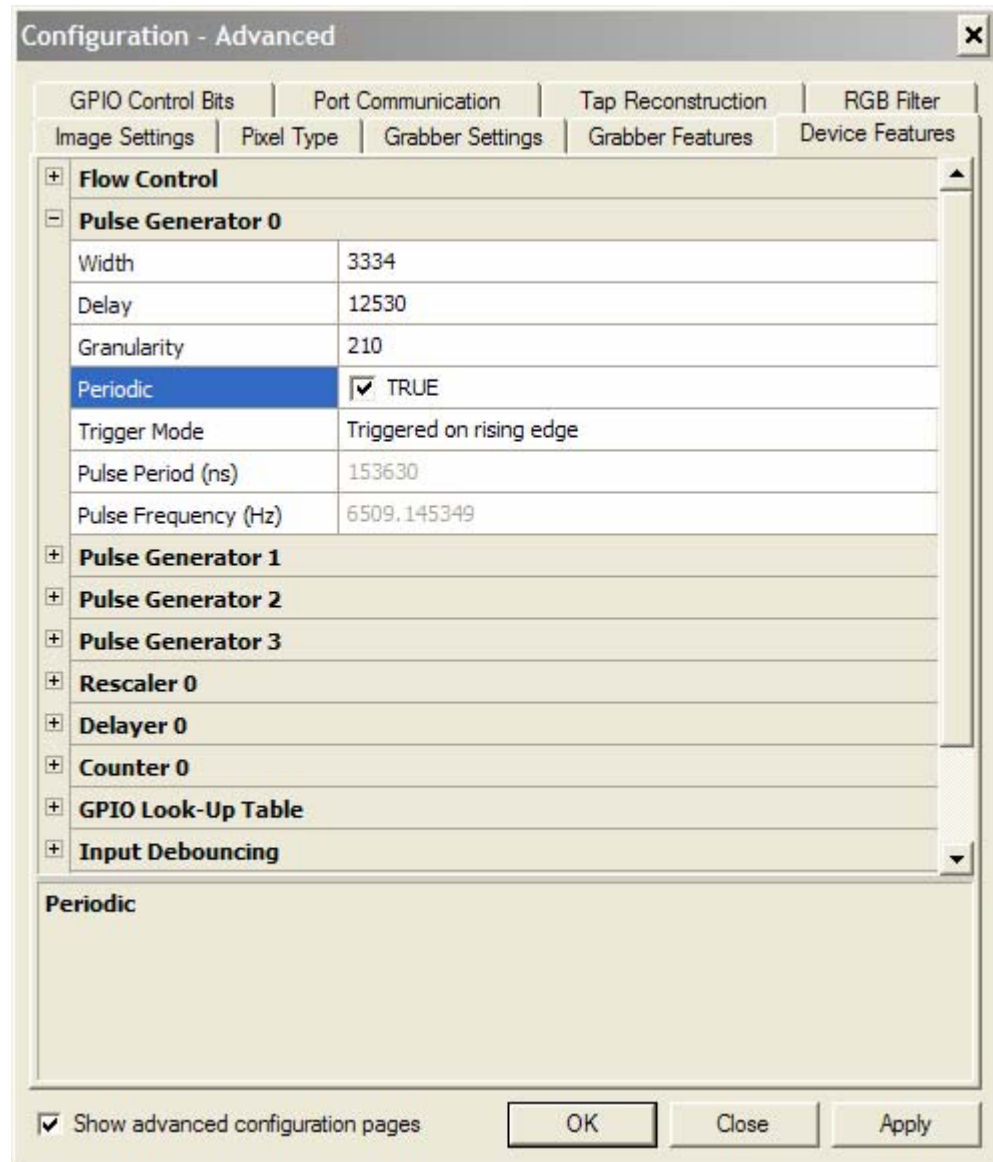 Configuration - Advanced
GPIO Control Bits Port Communication Tap Reconstruction RGB Filter
Image Settings Pixel Type Grabber Settings Grabber Features Device Features
Flow Control
Pulse Generator 0
Width 3334
Delay 12530
Granularity 210
Periodic TRUE
Trigger Mode Triggered on rising edge
Pulse Period (ns) 153630
Pulse Frequency (Hz) 6509.145349
Pulse Generator 1
Pulse Generator 2
Pulse Generator 3
Rescaler 0
Delayer 0
Counter 0
GPIO Look-Up Table
Input Debouncing
Periodic
Show advanced configuration pages OK Close Apply